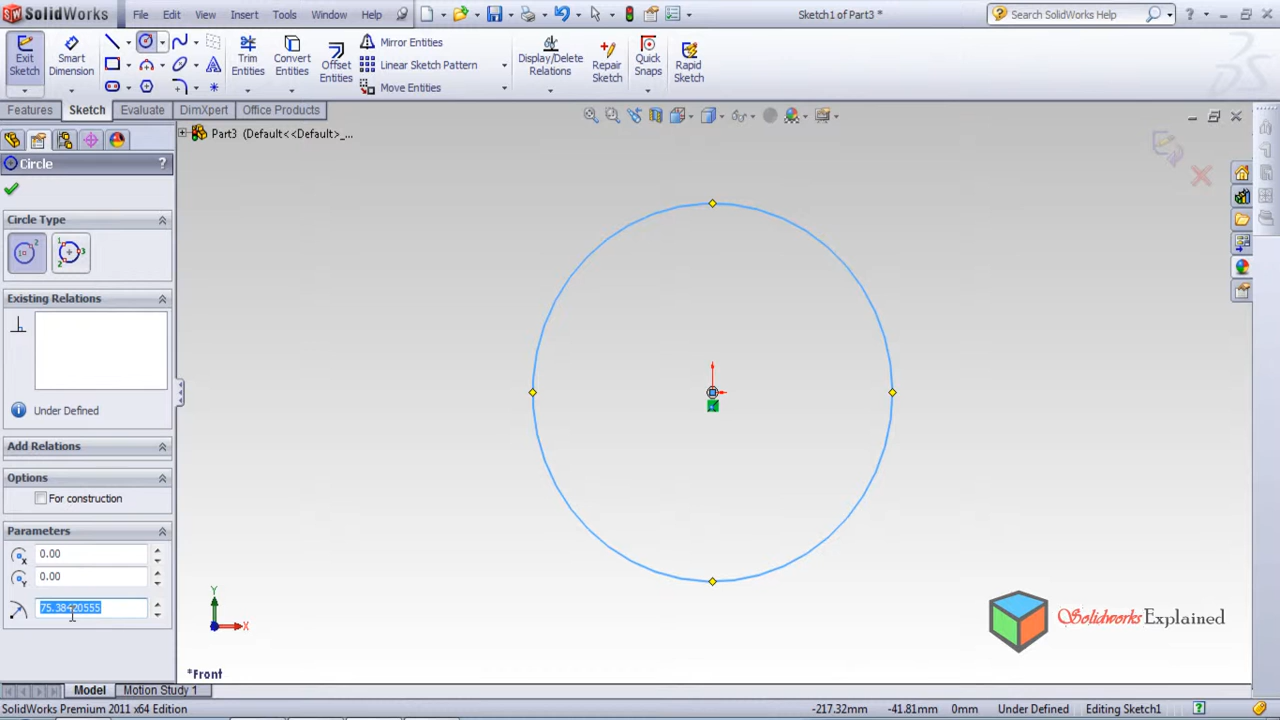 SolidWorks File Edit View Insert Tools Window Help Sketch1 of Part3 * Search SolidWorks Help
Exit Sketch
Smart Dimension
Trim Entities
Convert Entities
Offset Entities
Mirror Entities
Linear Sketch Pattern
Move Entities
Display/Delete Relations
Repair Sketch
Quick Snaps
Rapid Sketch
Features Sketch Evaluate DimXpert Office Products
Part3 (Default<<Default>_...
Circle ?
Circle Type
Existing Relations
Under Defined
Add Relations
Options
For construction
Parameters
0.00
0.00
75.38420555
Y
X
*Front
Solidworks Explained
Model Motion Study 1
SolidWorks Premium 2011 x64 Edition -217.32mm -41.81mm 0mm Under Defined Editing Sketch1